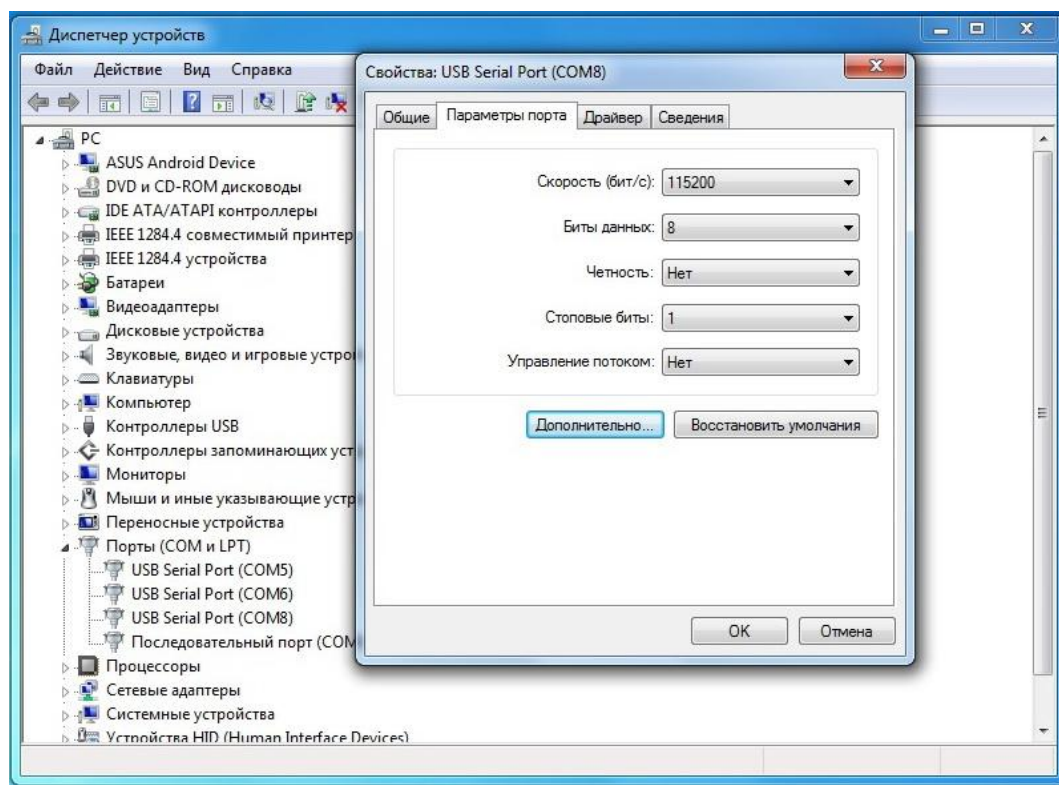 Диспетчер устройств
Файл Действие Вид Справка
PC
ASUS Android Device
DVD и CD-ROM дисководы
IDE ATA/ATAPI контроллеры
IEEE 1284.4 совместимый принтер
IEEE 1284.4 устройства
Батареи
Видеоадаптеры
Дисковые устройства
Звуковые, видео и игровые устро
Клавиатуры
Компьютер
Контроллеры USB
Контроллеры запоминающих уст
Мониторы
Мыши и иные указывающие устр
Переносные устройства
Порты (COM и LPT)
USB Serial Port (COM5)
USB Serial Port (COM6)
USB Serial Port (COM8)
Последовательный порт (COM
Процессоры
Сетевые адаптеры
Системные устройства
Устройства HID (Human Interface Devices)
Свойства: USB Serial Port (COM8)
Общие Параметры порта Драйвер Сведения
Скорость (бит/с): 115200
Биты данных: 8
Четность: Нет
Стоповые биты: 1
Управление потоком: Нет
Дополнительно... Восстановить умолчания
OK Отмена